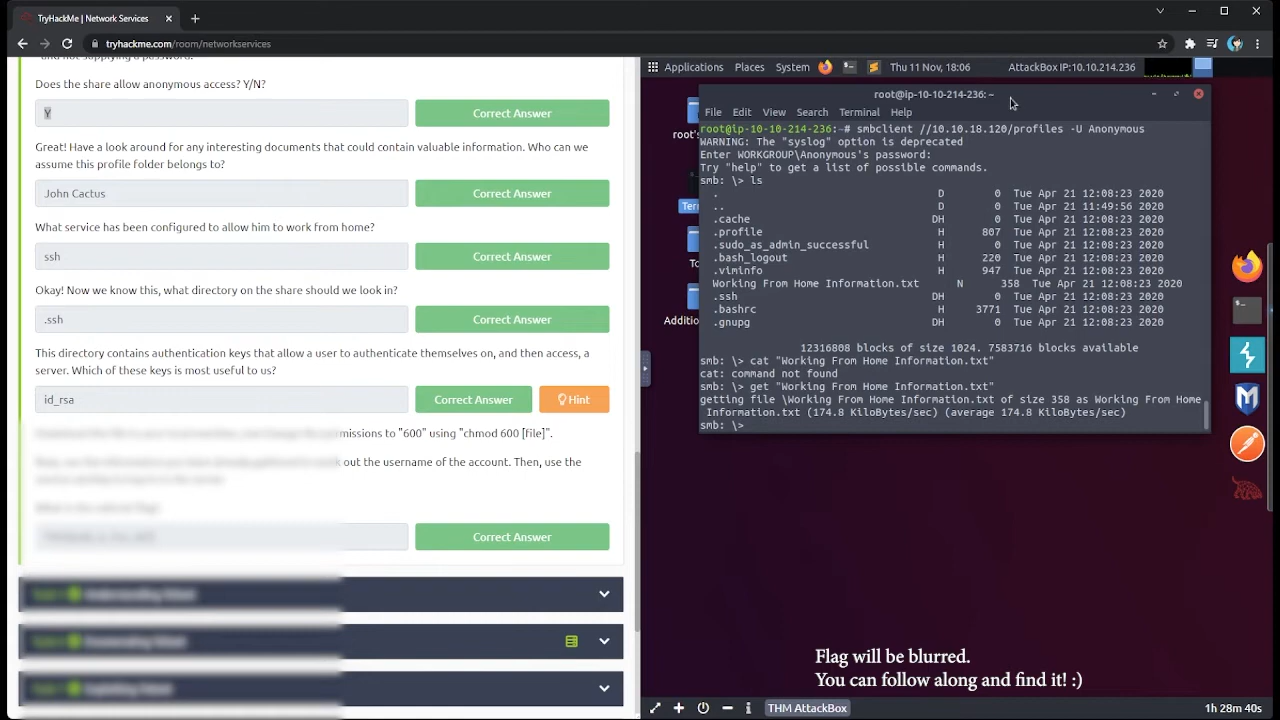 TryHackMe | Network Services
tryhackme.com/room/networkservices
and not supplying a password.
Does the share allow anonymous access? Y/N?
Y
Correct Answer
Great! Have a look around for any interesting documents that could contain valuable information. Who can we
assume this profile folder belongs to?
John Cactus
Correct Answer
What service has been configured to allow him to work from home?
ssh
Correct Answer
Okay! Now we know this, what directory on the share should we look in?
.ssh
Correct Answer
This directory contains authentication keys that allow a user to authenticate themselves on, and then access, a
server. Which of these keys is most useful to us?
id_rsa
Correct Answer
Hint
missions to "600" using "chmod 600 [file]".
out the username of the account. Then, use the
Correct Answer
Applications Places System Thu 11 Nov, 18:06 AttackBox IP:10.10.214.236
root's
root@ip-10-10-214-236: ~
File Edit View Search Terminal Help
root@ip-10-10-214-236:~# smbclient //10.10.18.120/profiles -U Anonymous
WARNING: The "syslog" option is deprecated
Enter WORKGROUP\Anonymous's password:
Try "help" to get a list of possible commands.
smb: \> ls
. D 0 Tue Apr 21 12:08:23 2020
.. D 0 Tue Apr 21 11:49:56 2020
.cache DH 0 Tue Apr 21 12:08:23 2020
.profile H 807 Tue Apr 21 12:08:23 2020
.sudo_as_admin_successful H 0 Tue Apr 21 12:08:23 2020
.bash_logout H 220 Tue Apr 21 12:08:23 2020
.viminfo H 947 Tue Apr 21 12:08:23 2020
Working From Home Information.txt N 358 Tue Apr 21 12:08:23 2020
.ssh DH 0 Tue Apr 21 12:08:23 2020
.bashrc H 3771 Tue Apr 21 12:08:23 2020
.gnupg DH 0 Tue Apr 21 12:08:23 2020
12316808 blocks of size 1024. 7583716 blocks available
smb: \> cat "Working From Home Information.txt"
cat: command not found
smb: \> get "Working From Home Information.txt"
getting file \Working From Home Information.txt of size 358 as Working From Home
Information.txt (174.8 KiloBytes/sec) (average 174.8 KiloBytes/sec)
smb: \>
Ter
To
Additio
Flag will be blurred.
You can follow along and find it! :)
THM AttackBox
1h 28m 40s